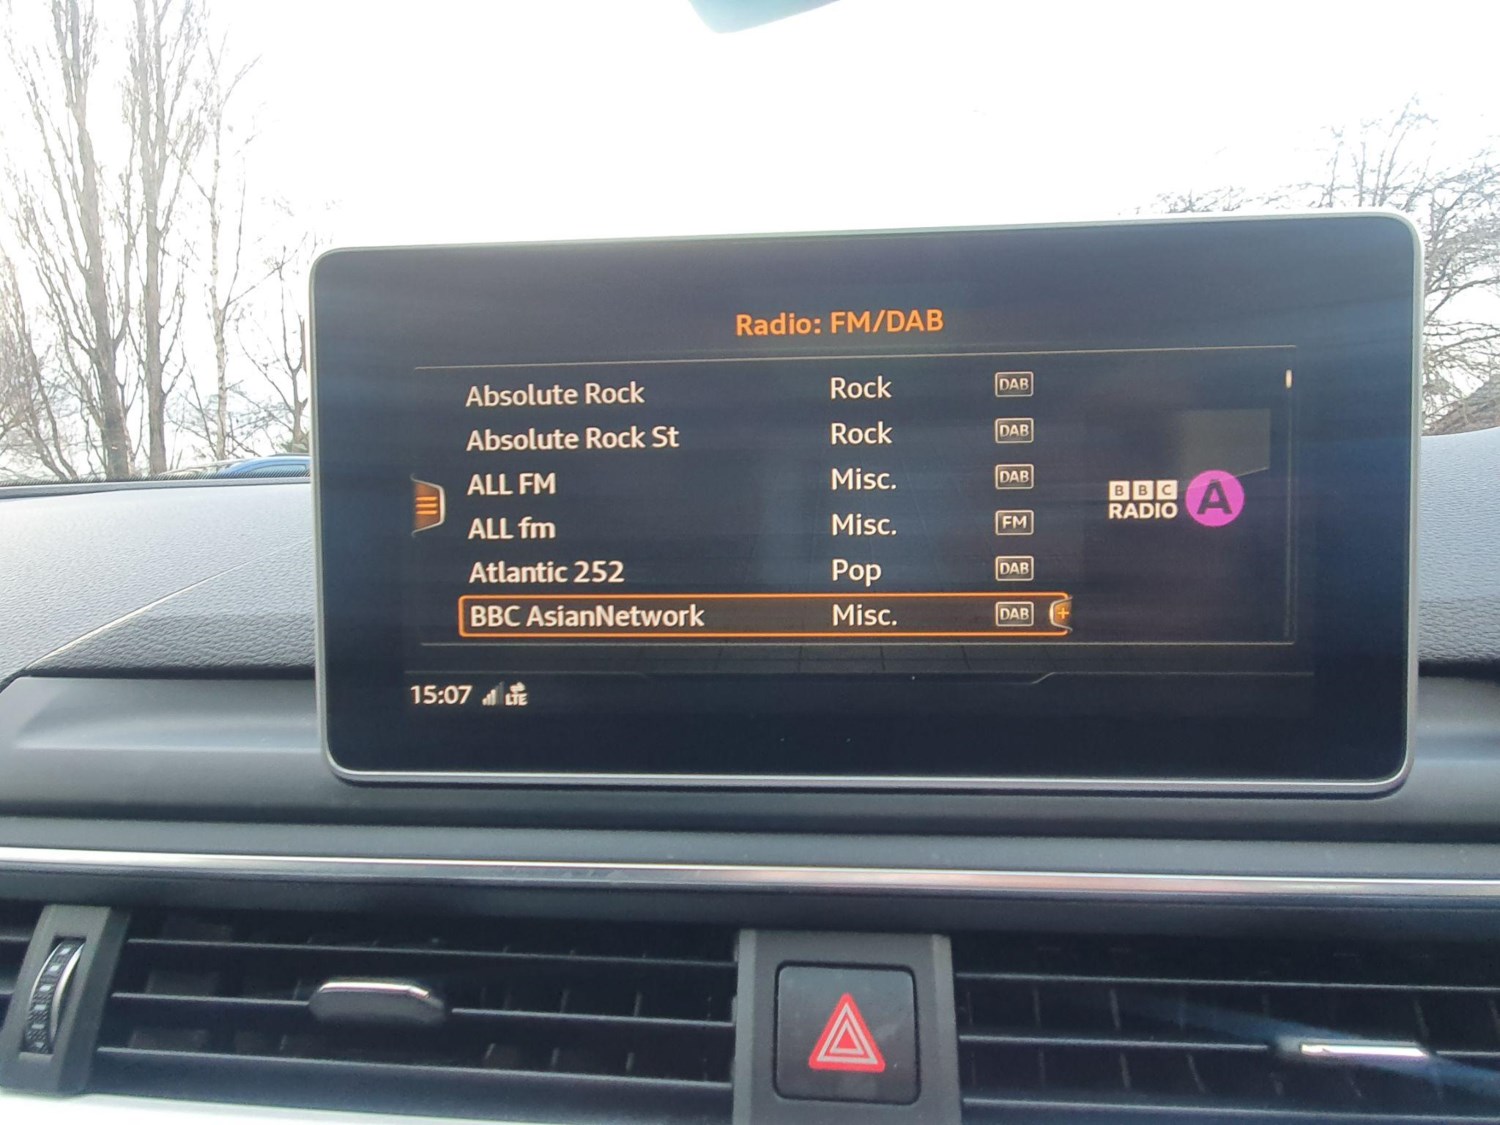 Radio: FM/DAB
Absolute Rock Rock DAB
Absolute Rock St Rock DAB
ALL FM Misc. DAB
ALL fm Misc. FM
Atlantic 252 Pop DAB
BBC AsianNetwork Misc. DAB +
BBC
RADIO A
15:07 LTE